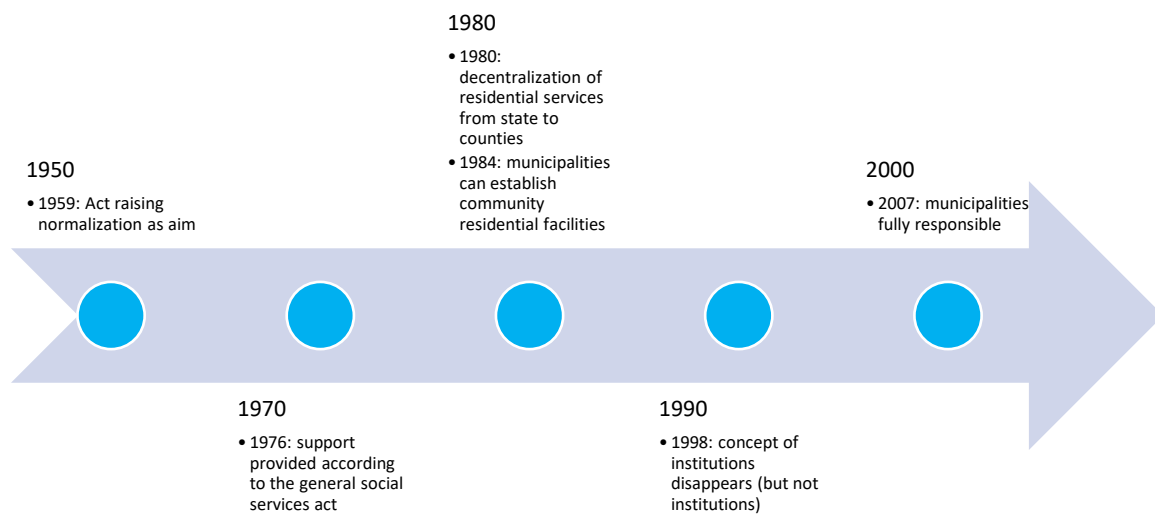 1950
• 1959: Act raising
normalization as aim
1970
• 1976: support
provided according
to the general social
services act
1980
• 1980:
decentralization of
residential services
from state to
counties
• 1984: municipalities
can establish
community
residential facilities
1990
• 1998: concept of
institutions
disappears (but not
institutions)
2000
• 2007: municipalities
fully responsible